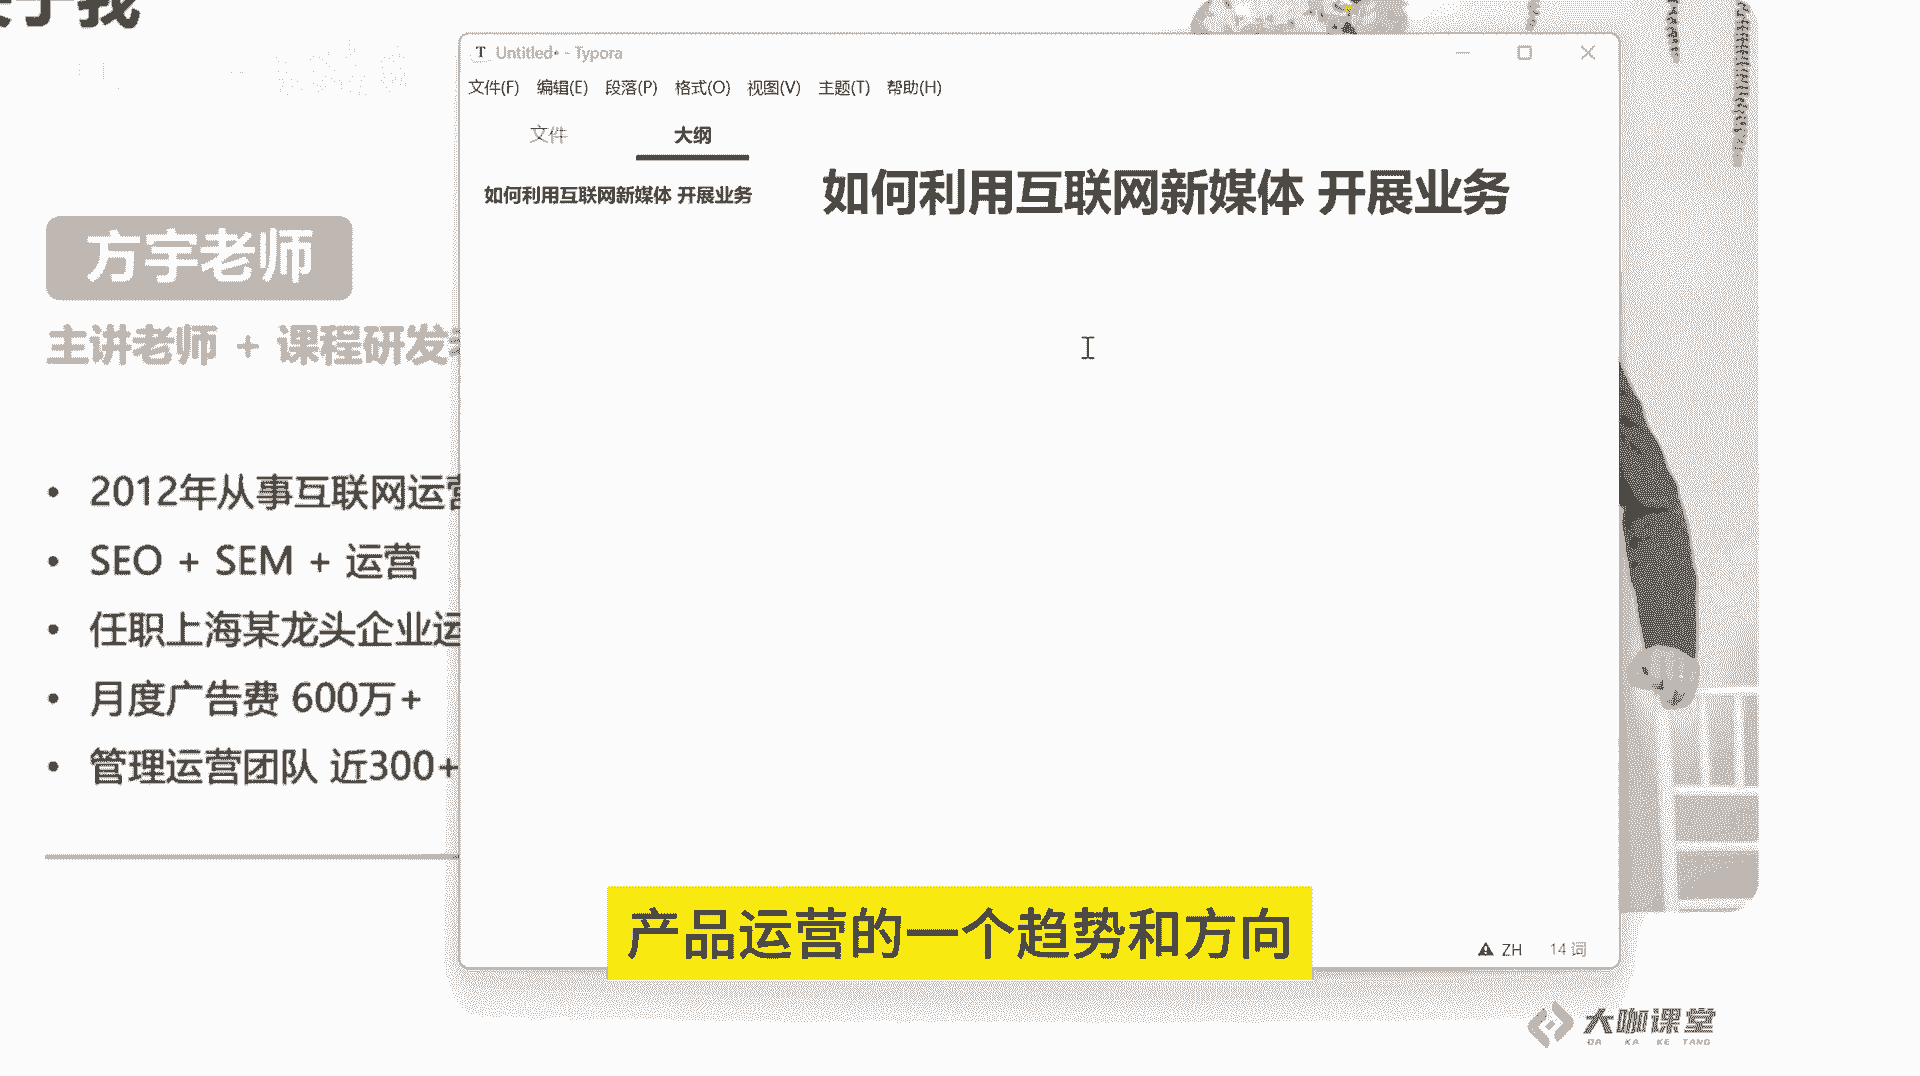 于我
T Untitled• - Typora
文件(F) 编辑(E) 段落(P) 格式(O) 视图(V) 主题(T) 帮助(H)
文件 大纲
如何利用互联网新媒体 开展业务
如何利用互联网新媒体 开展业务
方宇老师
主讲老师 + 课程研发
• 2012年从事互联网运营
• SEO + SEM + 运营
• 任职上海某龙头企业运
• 月度广告费 600万+
• 管理运营团队 近300+
产品运营的一个趋势和方向
ZH 14 词
大咖课堂
DA KA KE TANG